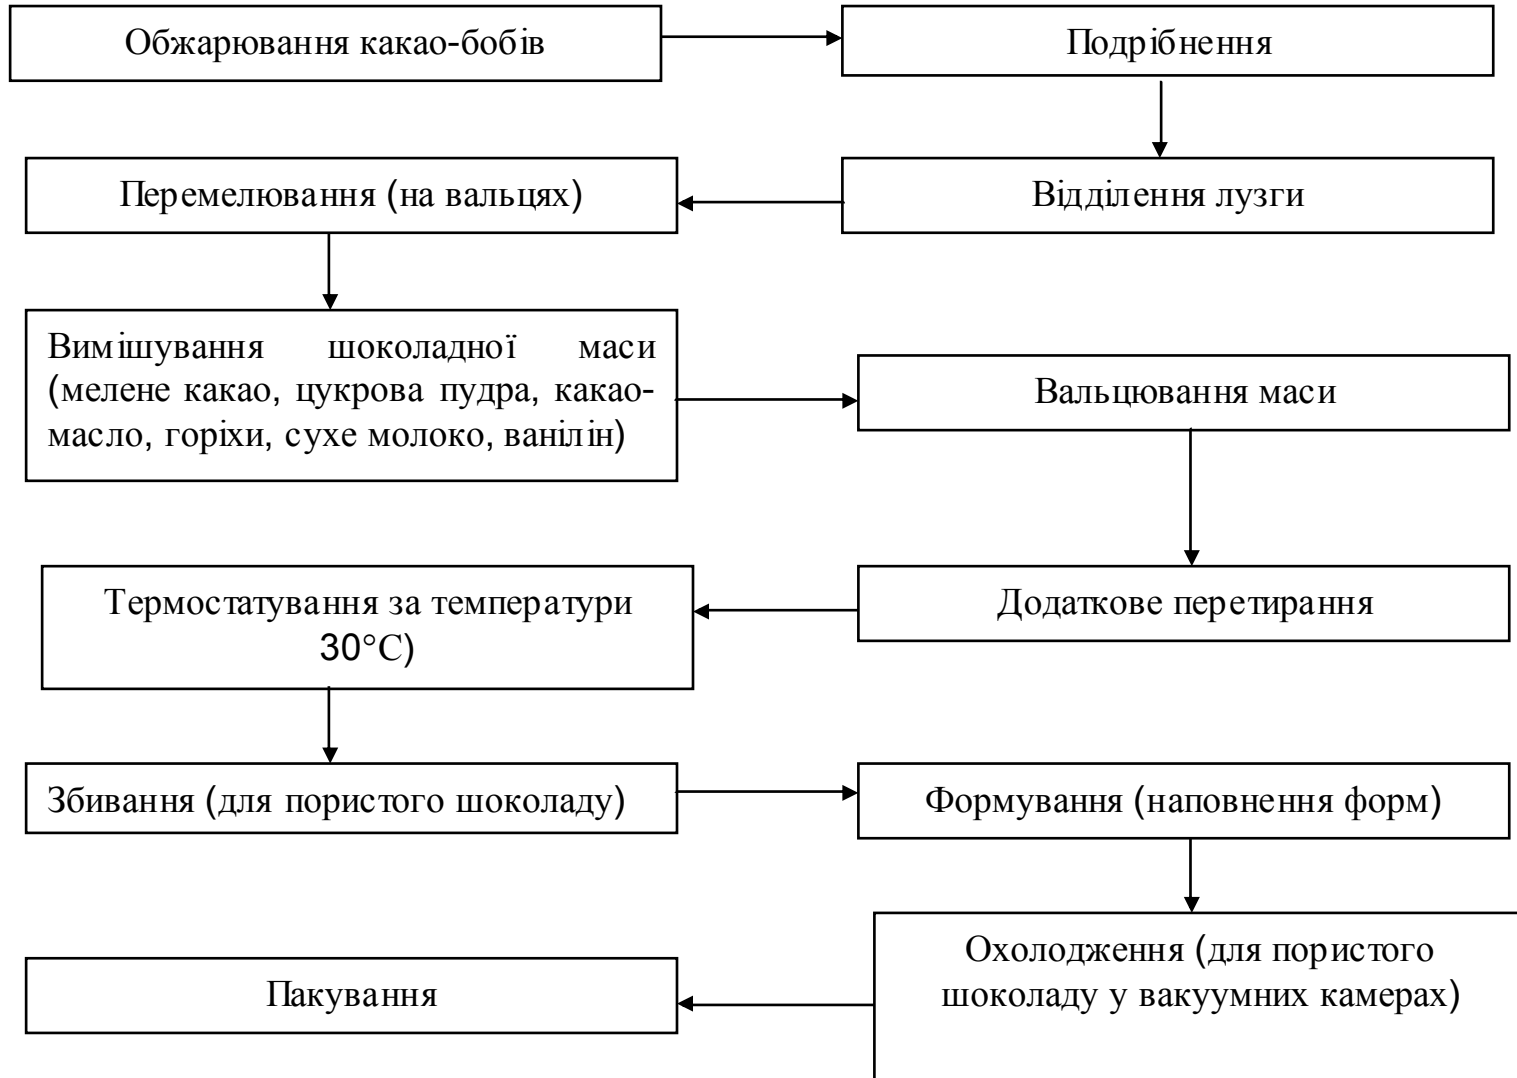 Обжарювання какао-бобів
Подрібнення
Відділення лузги
Перемелювання (на вальцях)
Вимішування шоколадної маси
(мелене какао, цукрова пудра, какао-
масло, горіхи, сухе молоко, ванілін)
Вальцювання маси
Додаткове перетирання
Термостатування за температури
30°С)
Збивання (для пористого шоколаду)
Формування (наповнення форм)
Охолодження (для пористого
шоколаду у вакуумних камерах)
Пакування